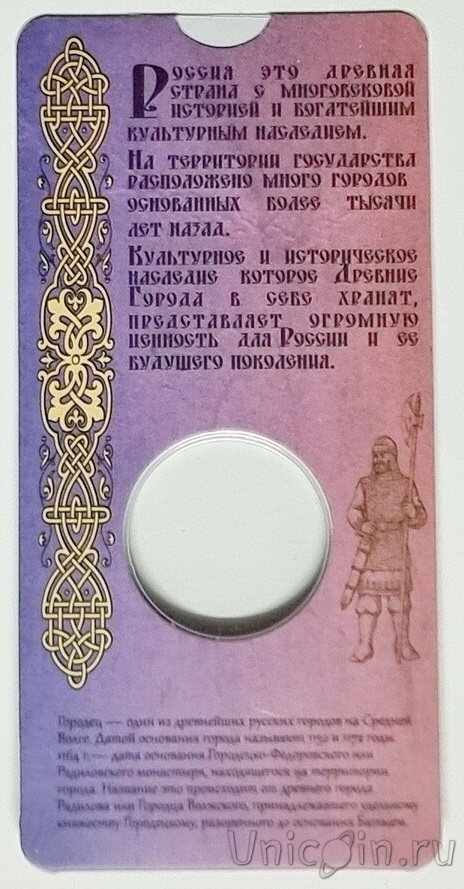 Россия это древняя
страна с многовековой
историей и богатейшим
культурным наследием.
На территории государства
расположено много городов
основанных более тысячи
лет назад.
Культурное и историческое
наследие которое Древние
Города в себе хранят,
представляет огромную
ценность для России и ее
будущего поколения.
Городец — один из древнейших русских городов на Средней
Волге. Датой основания города называют 1152 и 1172 годы.
1164 г. — дата основания Городецко-Федоровского или
Радиловского монастыря, находящегося на территории
города. Название это происходит от древнего города
Радилова или Городца Волжского, принадлежавшего удельному
княжеству Городецкому, разоренного до основания Батыем.
Unicoin.ru